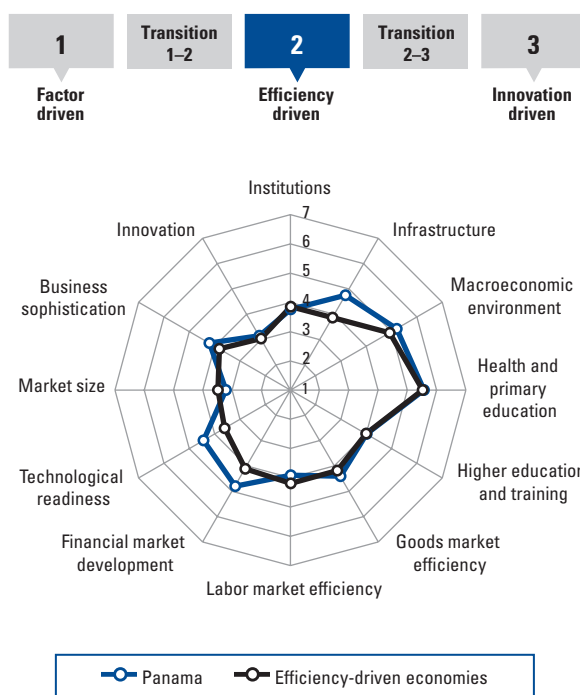 1
Transition
1–2
2
Transition
2–3
3
Factor
driven
Efficiency
driven
Innovation
driven
Institutions
7
Innovation
Infrastructure
6
Business
sophistication
5
Macroeconomic
environment
4
3
2
Market size
1
Health and
primary
education
Technological
readiness
Higher education
and training
Financial market
development
Goods market
efficiency
Labor market efficiency
Panama
Efficiency-driven economies